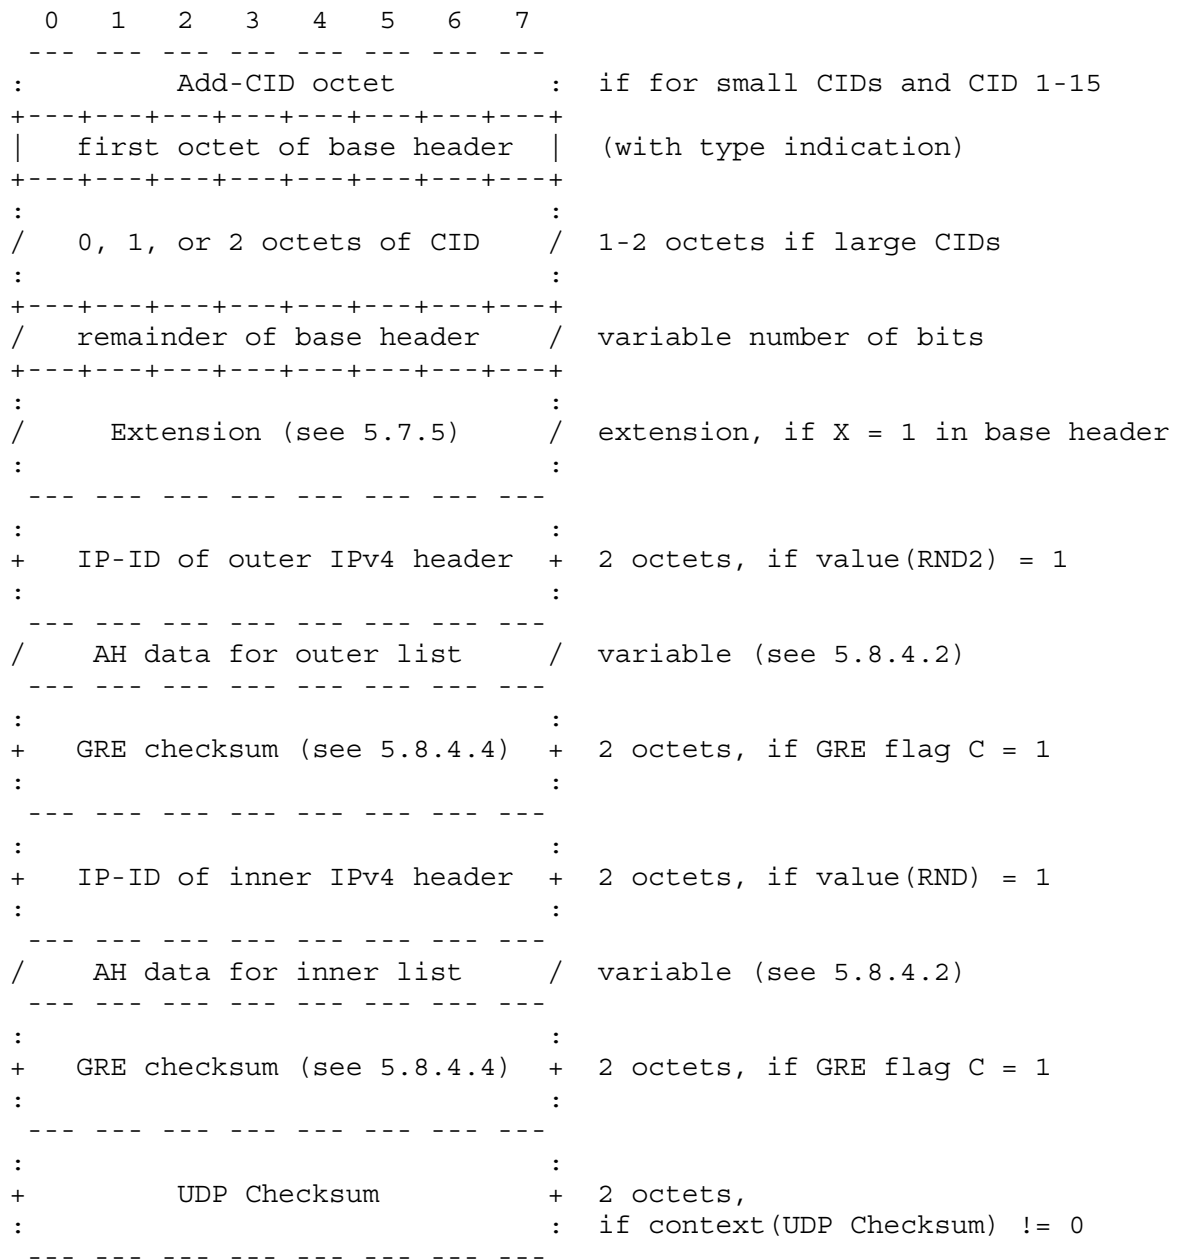 0   1   2   3   4   5   6   7
 --- --- --- --- --- --- --- ---
:         Add-CID octet         :  if for small CIDs and CID 1-15
+---+---+---+---+---+---+---+---+
|   first octet of base header  |  (with type indication)
+---+---+---+---+---+---+---+---+
:                               :
/   0, 1, or 2 octets of CID    /  1-2 octets if large CIDs
:                               :
+---+---+---+---+---+---+---+---+
/   remainder of base header    /  variable number of bits
+---+---+---+---+---+---+---+---+
:                               :
/     Extension (see 5.7.5)     /  extension, if X = 1 in base header
:                               :
 --- --- --- --- --- --- --- ---
:                               :
+   IP-ID of outer IPv4 header  +  2 octets, if value(RND2) = 1
:                               :
 --- --- --- --- --- --- --- ---
/    AH data for outer list     /  variable (see 5.8.4.2)
 --- --- --- --- --- --- --- ---
:                               :
+   GRE checksum (see 5.8.4.4)  +  2 octets, if GRE flag C = 1
:                               :
 --- --- --- --- --- --- --- ---
:                               :
+   IP-ID of inner IPv4 header  +  2 octets, if value(RND) = 1
:                               :
 --- --- --- --- --- --- --- ---
/    AH data for inner list     /  variable (see 5.8.4.2)
 --- --- --- --- --- --- --- ---
:                               :
+   GRE checksum (see 5.8.4.4)  +  2 octets, if GRE flag C = 1
:                               :
 --- --- --- --- --- --- --- ---
:                               :
+         UDP Checksum          +  2 octets,
:                               :  if context(UDP Checksum) != 0
 --- --- --- --- --- --- --- ---